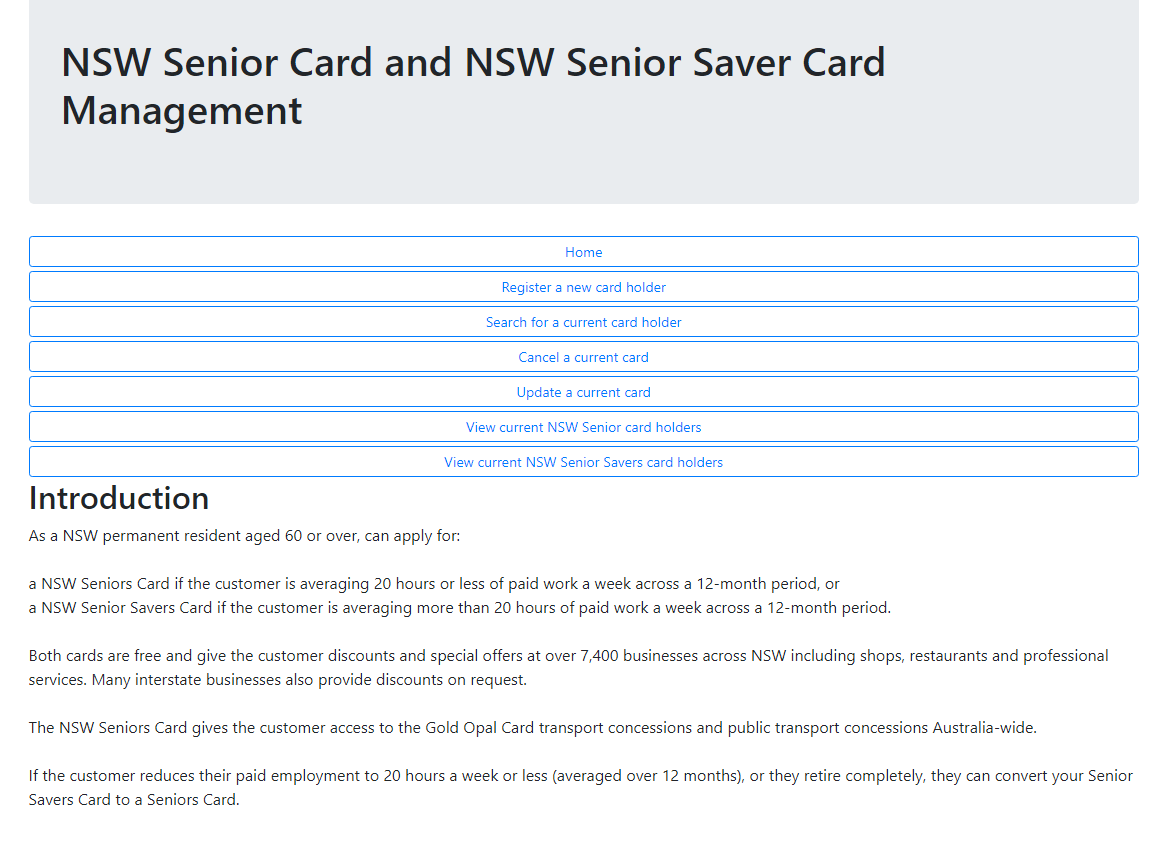 NSW Senior Card and NSW Senior Saver Card
Management
Home
Register a new card holder
Search for a current card holder
Cancel a current card
Update a current card
View current NSW Senior card holders
View current NSW Senior Savers card holders
Introduction
As a NSW permanent resident aged 60 or over, can apply for:
a NSW Seniors Card if the customer is averaging 20 hours or less of paid work a week across a 12-month period, or
a NSW Senior Savers Card if the customer is averaging more than 20 hours of paid work a week across a 12-month period.
Both cards are free and give the customer discounts and special offers at over 7,400 businesses across NSW including shops, restaurants and professional
services. Many interstate businesses also provide discounts on request.
The NSW Seniors Card gives the customer access to the Gold Opal Card transport concessions and public transport concessions Australia-wide.
If the customer reduces their paid employment to 20 hours a week or less (averaged over 12 months), or they retire completely, they can convert your Senior
Savers Card to a Seniors Card.